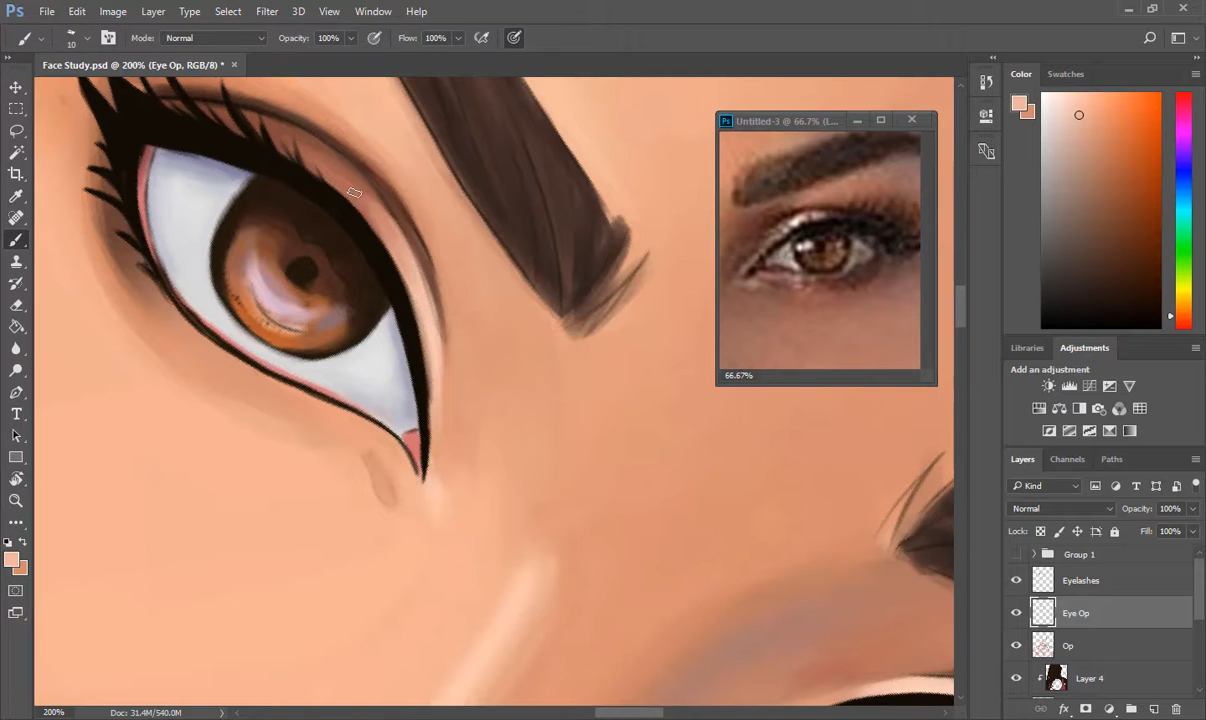 Ps File Edit Image Layer Type Select Filter 3D View Window Help
10 Mode: Normal Opacity: 100% Flow: 100%
Face Study.psd @ 200% (Eye Op, RGB/8) * ×
Ps Untitled-3 @ 66.7% (L...
66.67%
Color Swatches
Libraries Adjustments
Add an adjustment
Layers Channels Paths
Kind
Normal Opacity: 100%
Lock: Fill: 100%
Group 1
Eyelashes
Eye Op
Op
Layer 4
fx
200% Doc: 31.4M/540.0M